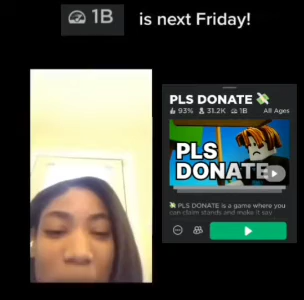 1B is next Friday!
PLS DONATE 💸
93% 31.2K 1B All Ages
PLS
DONATE
💸 PLS DONATE is a game where you
can claim stands and make it say